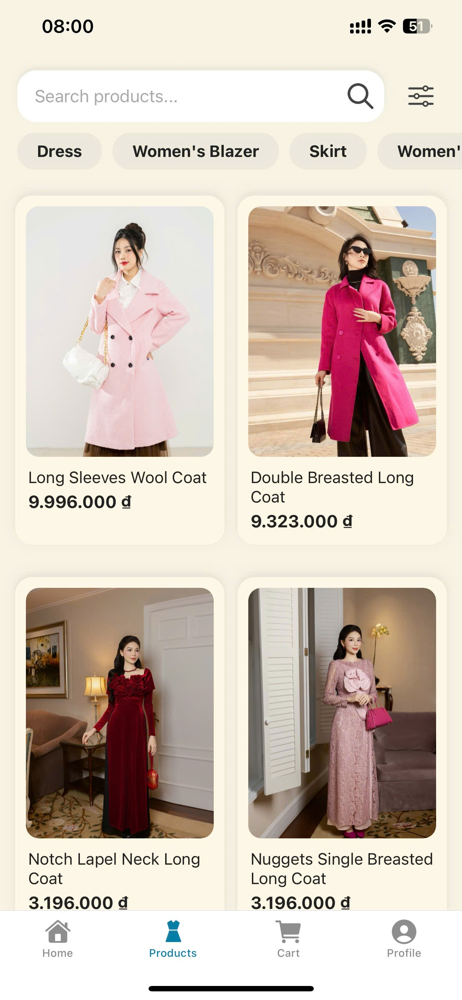 08:00
51
Search products...
Dress
Women's Blazer
Skirt
Women'
Long Sleeves Wool Coat
9.996.000 ₫
Double Breasted Long
Coat
9.323.000 ₫
Notch Lapel Neck Long
Coat
3.196.000 ₫
Nuggets Single Breasted
Long Coat
3.196.000 ₫
Home
Products
Cart
Profile